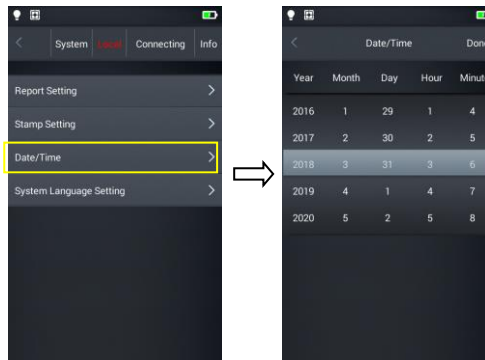 System Local Connecting Info
Report Setting
Stamp Setting
Date/Time
System Language Setting
Date/Time
Year Month Day Hour
2016 1 29 1 4
2017 2 30 2 5
2018 3 31 3 6
2019 4 1 4 7
2020 5 2 5 8